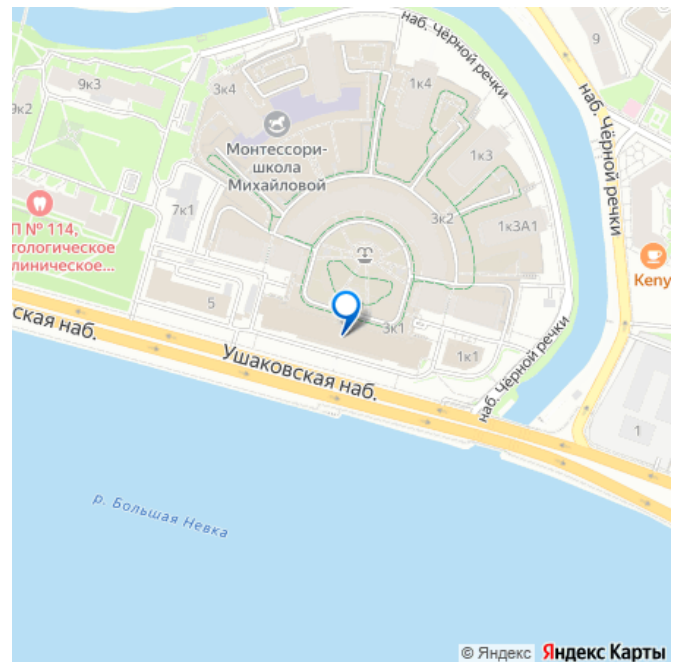 наб. Чёрной речки
9
9к3
3к4
1к4
9к2
наб. Чёрной речки
Монтессори-
школа
Михайловой
1к3
3к2
1к3А1
7к1
П № 114,
тологическое
линическое...
Keny
5
3к1
1к1
ская наб.
Ушаковская наб.
наб. Чёрной речки
1
р. Большая Невка
© Яндекс Яндекс Карты